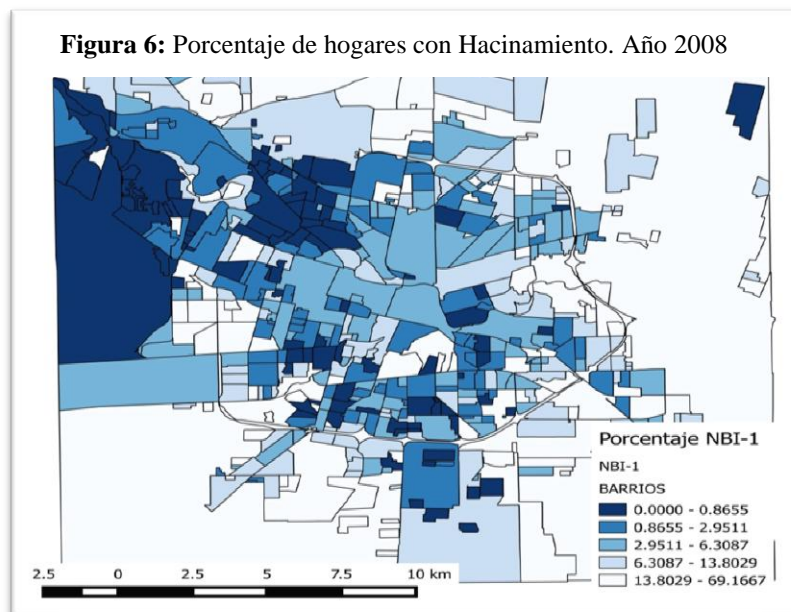 Figura 6: Porcentaje de hogares con Hacinamiento. Año 2008
Porcentaje NBI-1
NBI-1
BARRIOS
0.0000 - 0.8655
0.8655 - 2.9511
2.9511 - 6.3087
6.3087 - 13.8029
13.8029 - 69.1667
2.5 0 2.5 5 7.5 10 km